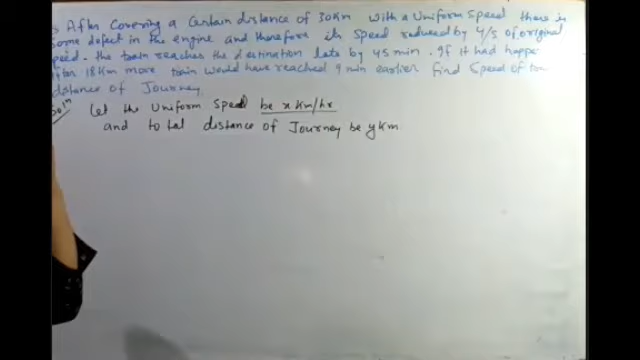 After Covering a Certain distance of 30Km with a Uniform Speed there is
some defect in the engine and therefore its Speed reduced by 4/5 of original
speed. The train reaches the destination late by 45 min. If it had happe
after 18Km more train would have reached 9 min earlier find Speed of
distance of Journey
Soln Let the Uniform Speed be x Km/hr
and total distance of Journey be y Km